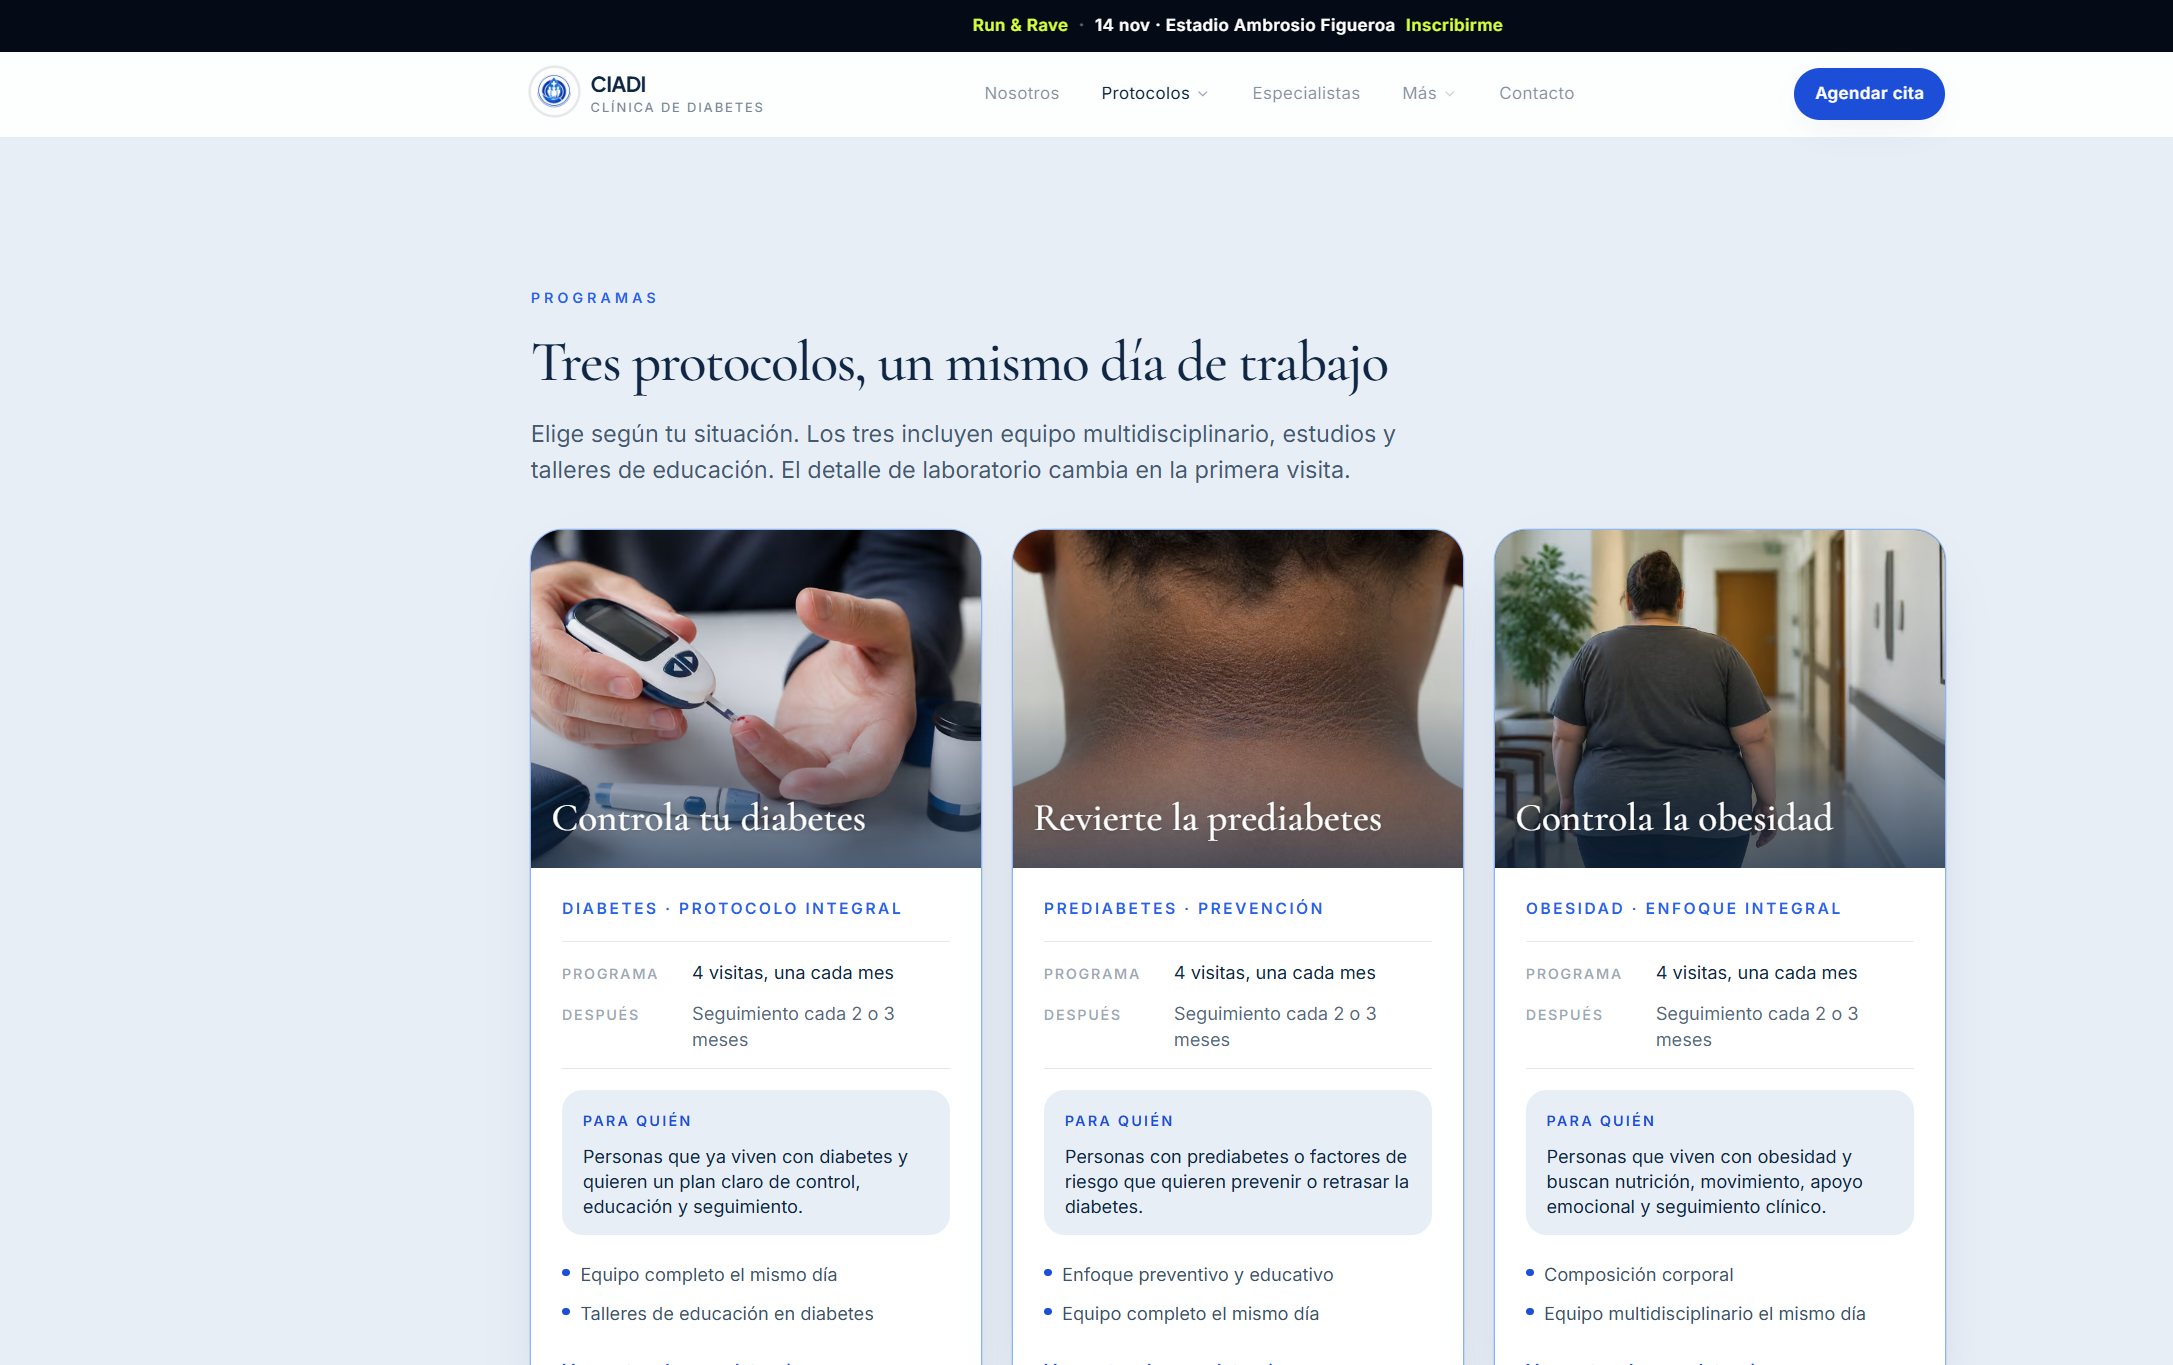 Run & Rave · 14 nov · Estadio Ambrosio Figueroa Inscribirme
CIADI
CLÍNICA DE DIABETES
Nosotros
Protocolos
Especialistas
Más
Contacto
Agendar cita
PROGRAMAS
Tres protocolos, un mismo día de trabajo
Elige según tu situación. Los tres incluyen equipo multidisciplinario, estudios y
talleres de educación. El detalle de laboratorio cambia en la primera visita.
Controla tu diabetes
DIABETES · PROTOCOLO INTEGRAL
PROGRAMA 4 visitas, una cada mes
DESPUÉS Seguimiento cada 2 o 3
meses
PARA QUIÉN
Personas que ya viven con diabetes y
quieren un plan claro de control,
educación y seguimiento.
Equipo completo el mismo día
Talleres de educación en diabetes
Revierte la prediabetes
PREDIABETES · PREVENCIÓN
PROGRAMA 4 visitas, una cada mes
DESPUÉS Seguimiento cada 2 o 3
meses
PARA QUIÉN
Personas con prediabetes o factores de
riesgo que quieren prevenir o retrasar la
diabetes.
Enfoque preventivo y educativo
Equipo completo el mismo día
Controla la obesidad
OBESIDAD · ENFOQUE INTEGRAL
PROGRAMA 4 visitas, una cada mes
DESPUÉS Seguimiento cada 2 o 3
meses
PARA QUIÉN
Personas que viven con obesidad y
buscan nutrición, movimiento, apoyo
emocional y seguimiento clínico.
Composición corporal
Equipo multidisciplinario el mismo día